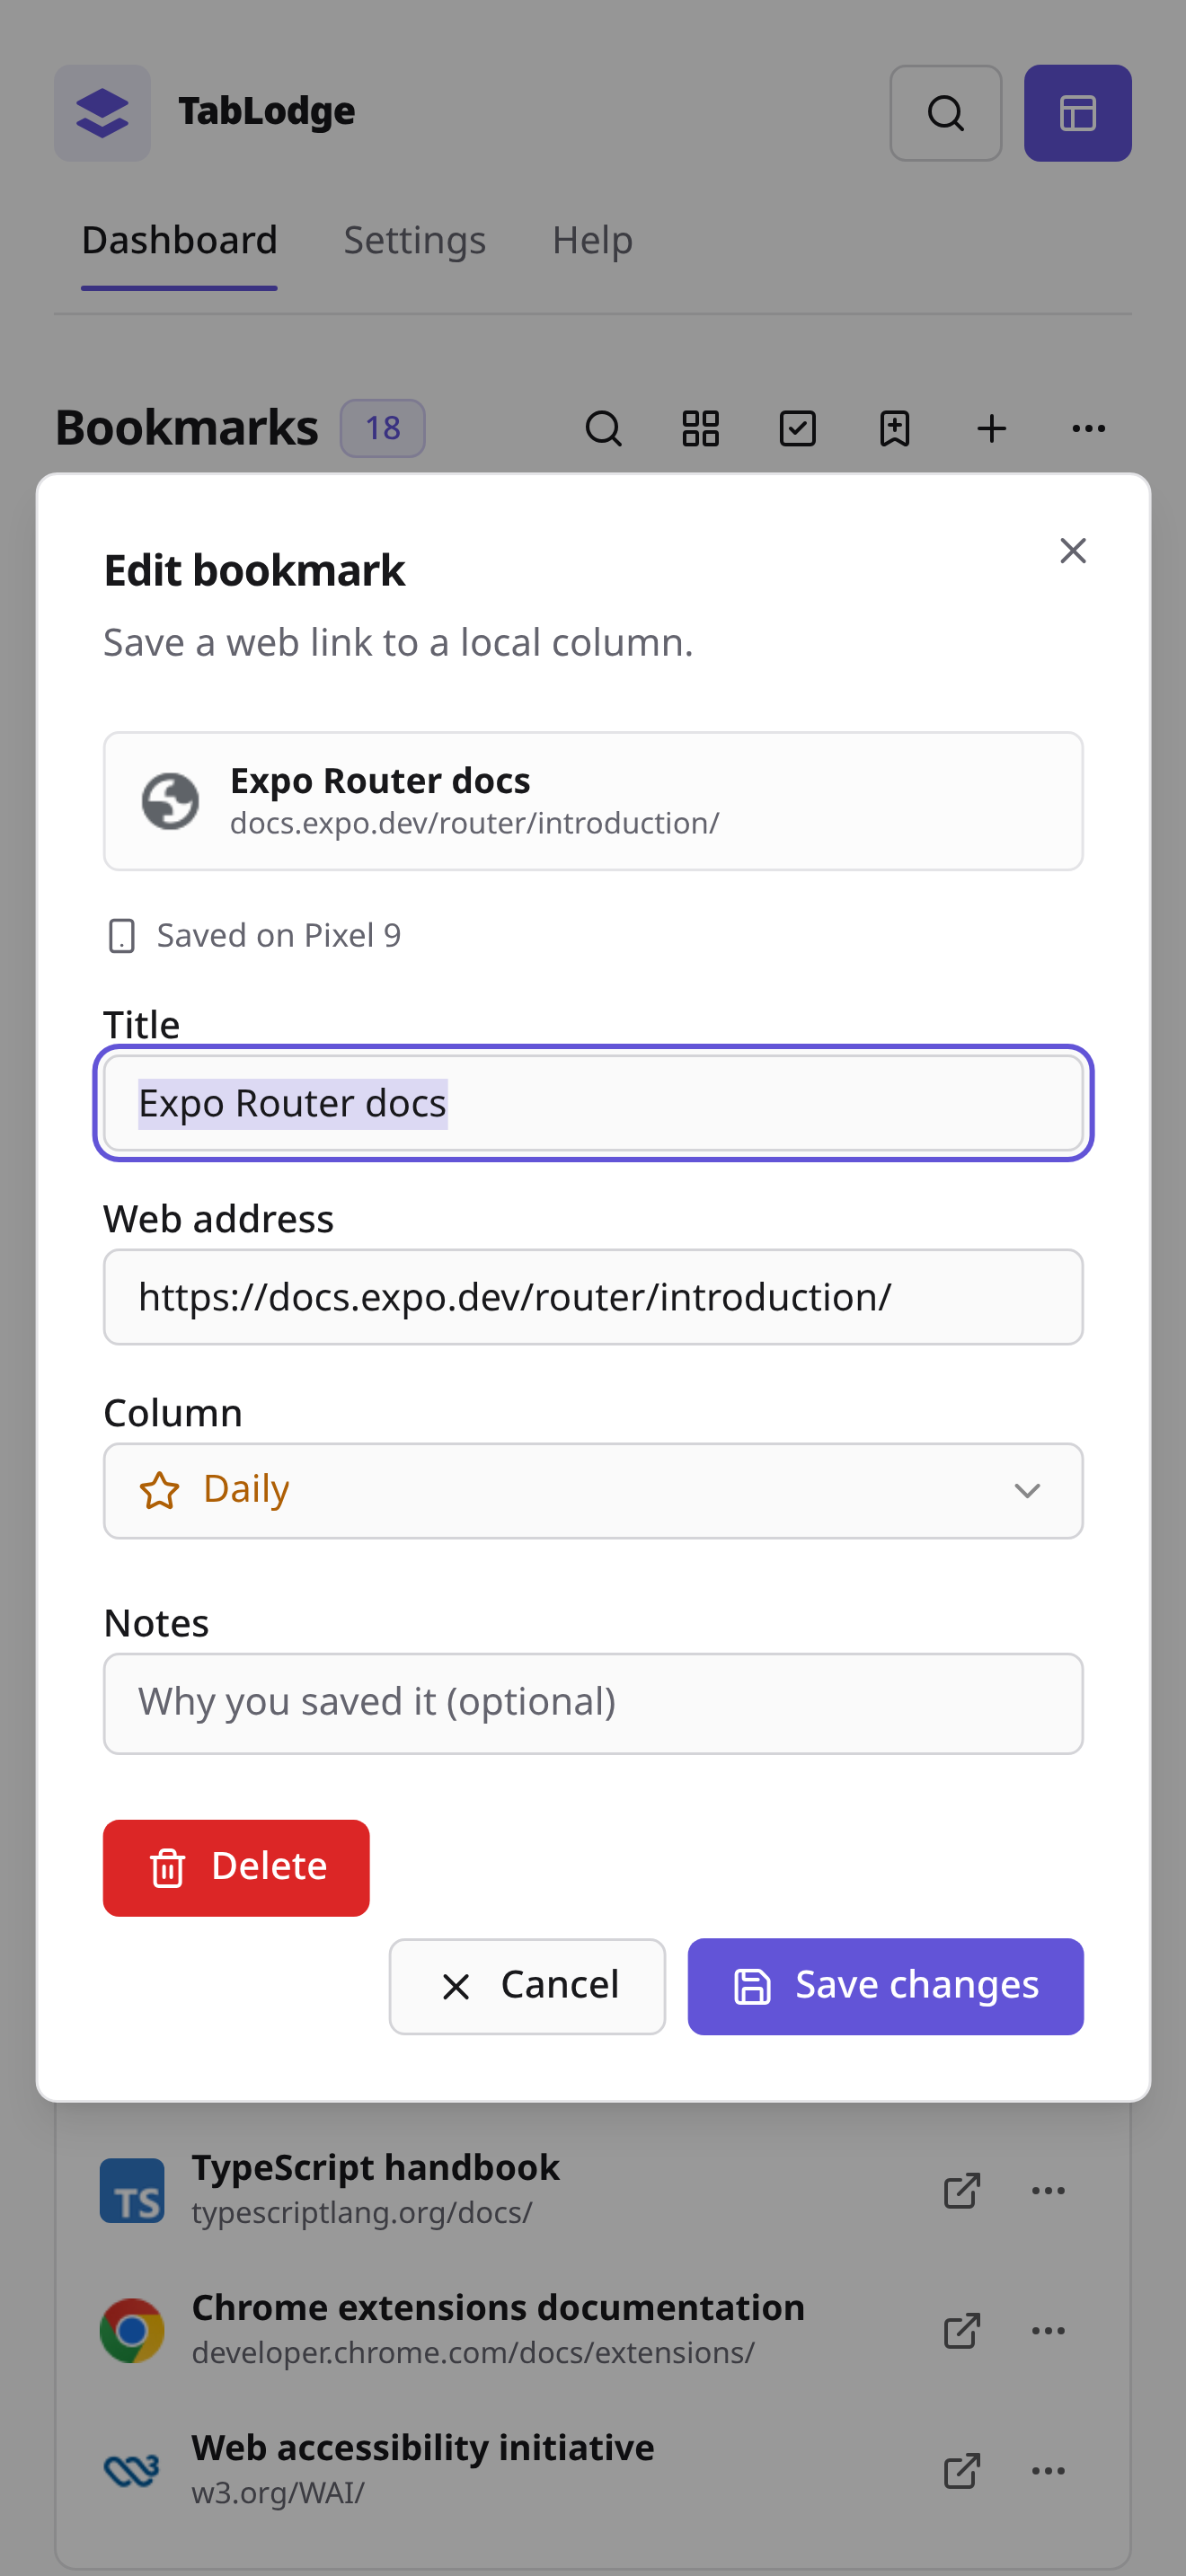 TabLodge
Dashboard Settings Help
Bookmarks 18
Edit bookmark
Save a web link to a local column.
Expo Router docs
docs.expo.dev/router/introduction/
Saved on Pixel 9
Title
Expo Router docs
Web address
https://docs.expo.dev/router/introduction/
Column
Daily
Notes
Why you saved it (optional)
Delete
Cancel
Save changes
TS
TypeScript handbook
typescriptlang.org/docs/
Chrome extensions documentation
developer.chrome.com/docs/extensions/
Web accessibility initiative
w3.org/WAI/